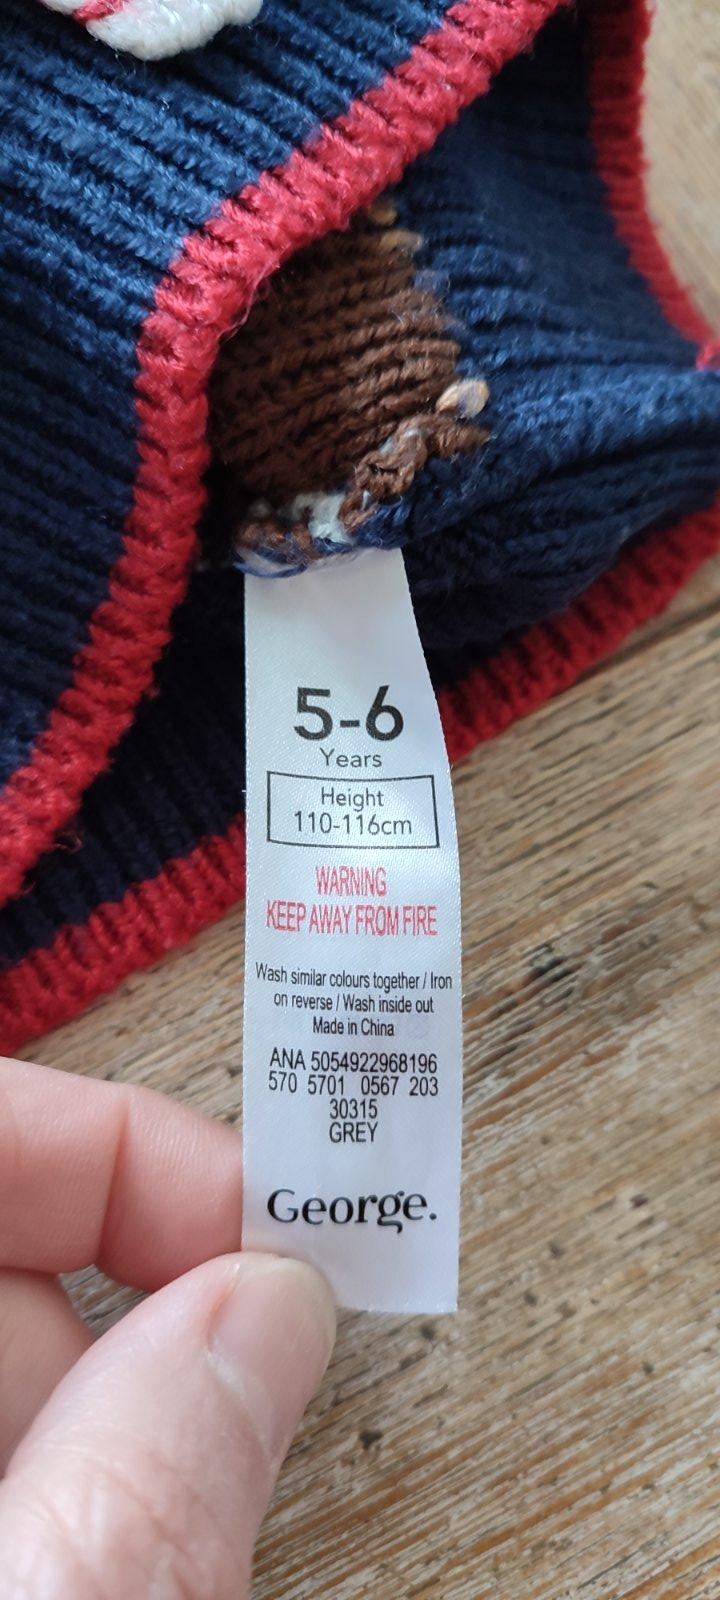 5-6
Years
Height
110-116cm
WARNING
KEEP AWAY FROM FIRE
Wash similar colours together / Iron
on reverse / Wash inside out
Made in China
ANA 5054922968196
570 5701 0567 203
30315
GREY
George.